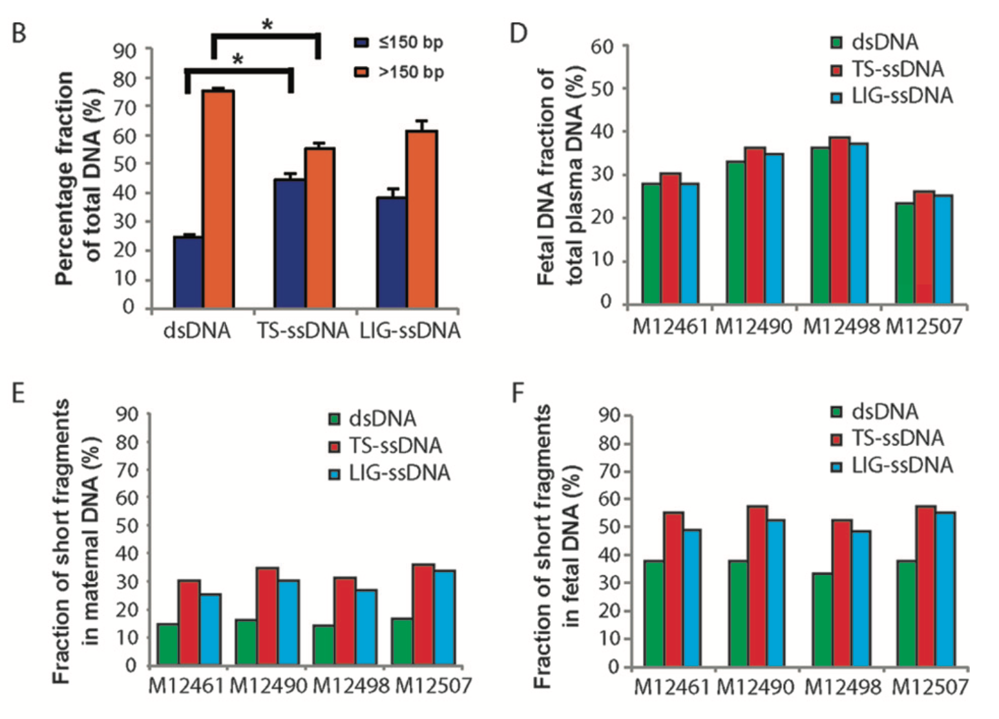 B
Percentage fraction
of total DNA (%)
90
80
70
60
50
40
30
20
10
0
*
*
≤150 bp
>150 bp
dsDNA TS-ssDNA LIG-ssDNA
D
Fetal DNA fraction of
total plasma DNA (%)
60
50
40
30
20
10
0
dsDNA
TS-ssDNA
LIG-ssDNA
M12461 M12490 M12498 M12507
E
Fraction of short fragments
in maternal DNA (%)
90
80
70
60
50
40
30
20
10
0
dsDNA
TS-ssDNA
LIG-ssDNA
M12461 M12490 M12498 M12507
F
Fraction of short fragments
in fetal DNA (%)
90
80
70
60
50
40
30
20
10
0
dsDNA
TS-ssDNA
LIG-ssDNA
M12461 M12490 M12498 M12507